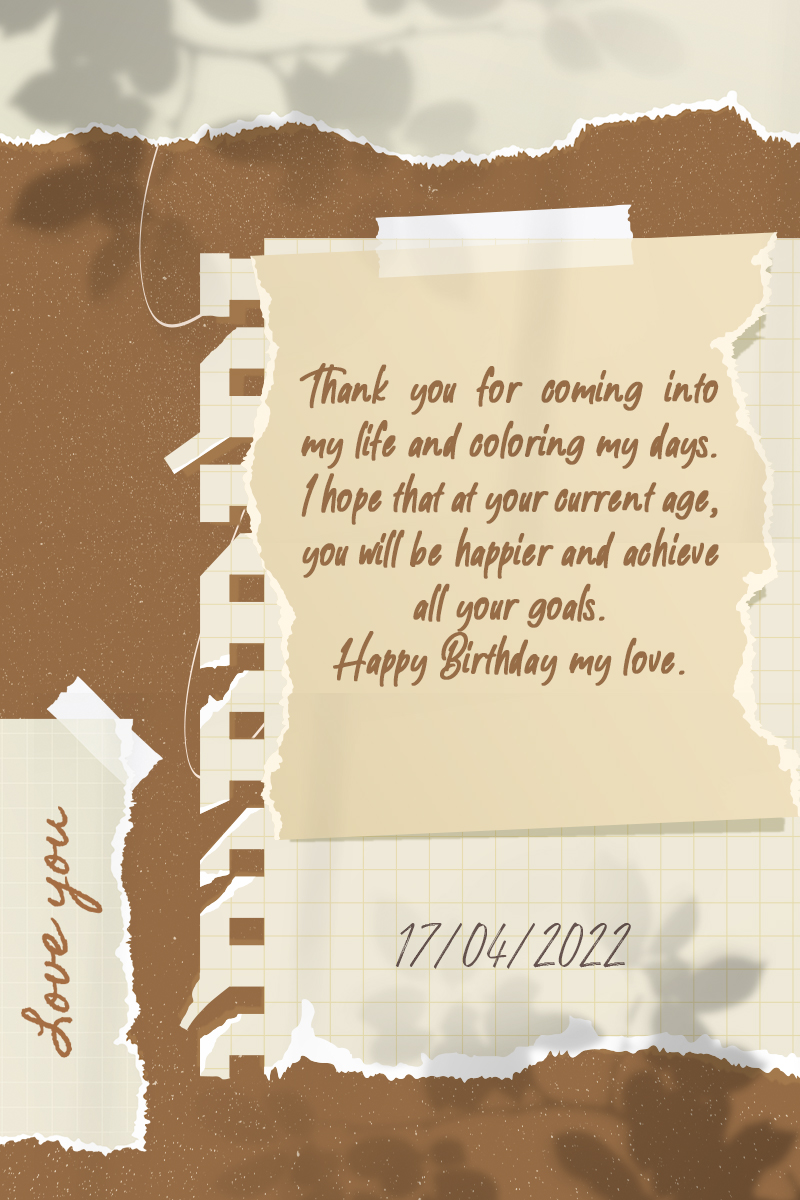 Thank you for coming into
my life and coloring my days.
I hope that at your current age,
you will be happier and achieve
all your goals.
Happy Birthday my love.
Love you
17/04/2022